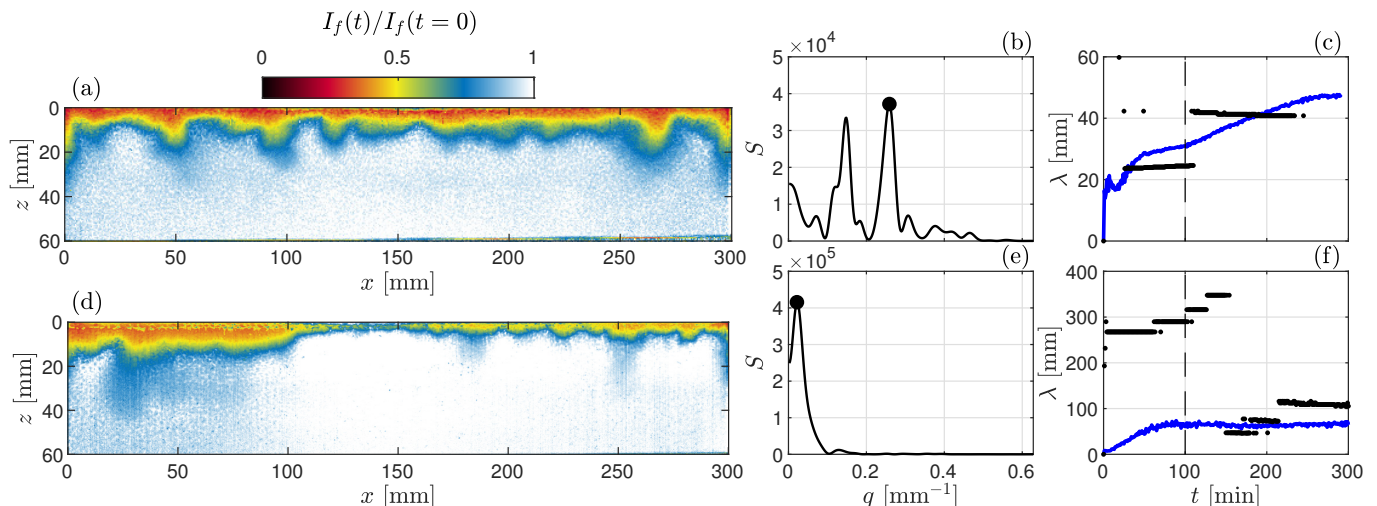 I_f(t)/I_f(t = 0)
0 0.5 1
(a)
0
20
40
60
z [mm]
0 50 100 150 200 250 300
x [mm]
(b)
×10^4
5
4
3
2
1
0
S
(c)
60
40
20
0
λ [mm]
(d)
0
20
40
60
z [mm]
0 50 100 150 200 250 300
x [mm]
(e)
×10^5
5
4
3
2
1
0
S
0 0.2 0.4 0.6
q [mm^−1]
(f)
400
300
200
100
0
λ [mm]
0 100 200 300
t [min]